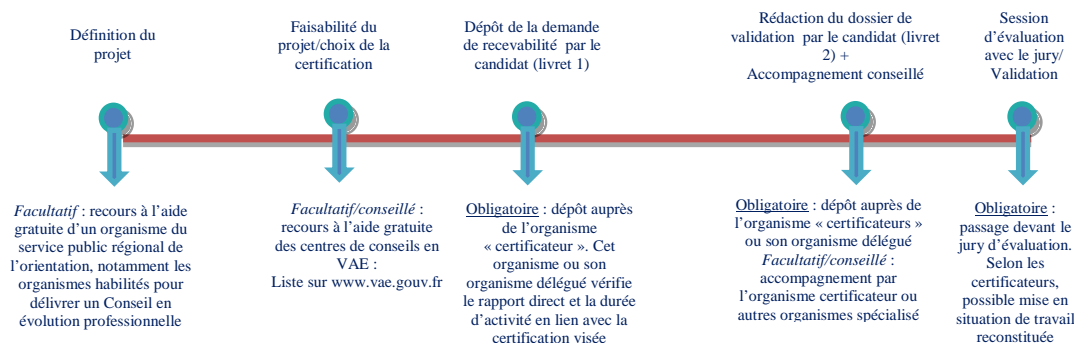 Définition du
projet
Faisabilité du
projet/choix de la
certification
Dépôt de la demande
de recevabilité par le
candidat (livret 1)
Rédaction du dossier de
validation par le candidat (livret
2) +
Accompagnement conseillé
Session
d’évaluation
avec le jury/
Validation
Facultatif : recours à l’aide
gratuite d’un organisme du
service public régional de
l’orientation, notamment les
organismes habilités pour
délivrer un Conseil en
évolution professionnelle
Facultatif/conseillé :
recours à l’aide gratuite
des centres de conseils en
VAE :
Liste sur www.vae.gouv.fr
Obligatoire : dépôt auprès
de l’organisme
« certificateur ». Cet
organisme ou son
organisme délégué vérifie
le rapport direct et la durée
d’activité en lien avec la
certification visée
Obligatoire : dépôt auprès de
l’organisme « certificateurs »
ou son organisme délégué
Facultatif/conseillé :
accompagnement par
l’organisme certificateur ou
autres organismes spécialisé
Obligatoire :
passage devant le
jury d’évaluation.
Selon les
certificateurs,
possible mise en
situation de travail
reconstituée